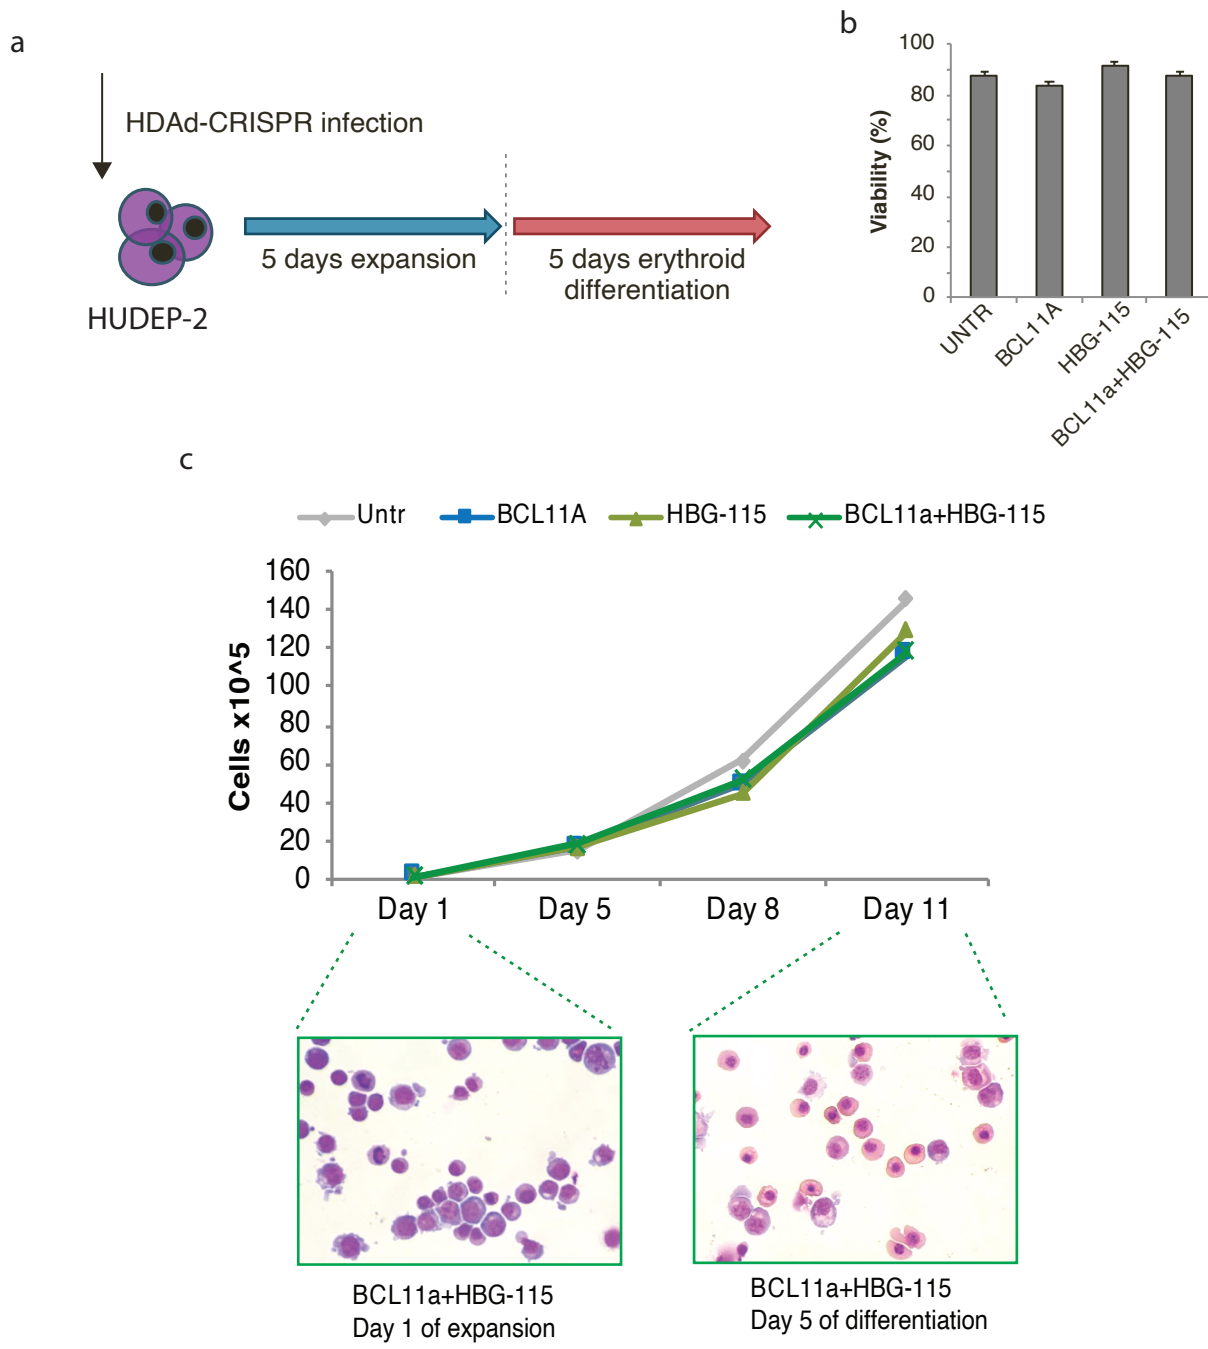 a
HDAd-CRISPR infection
5 days expansion
5 days erythroid
differentiation
HUDEP-2
b
Viability (%)
100
80
60
40
20
0
UNTR
BCL11A
HBG-115
BCL11a+HBG-115
c
Untr
BCL11A
HBG-115
BCL11a+HBG-115
Cells x10^5
160
140
120
100
80
60
40
20
0
Day 1
Day 5
Day 8
Day 11
BCL11a+HBG-115
Day 1 of expansion
BCL11a+HBG-115
Day 5 of differentiation